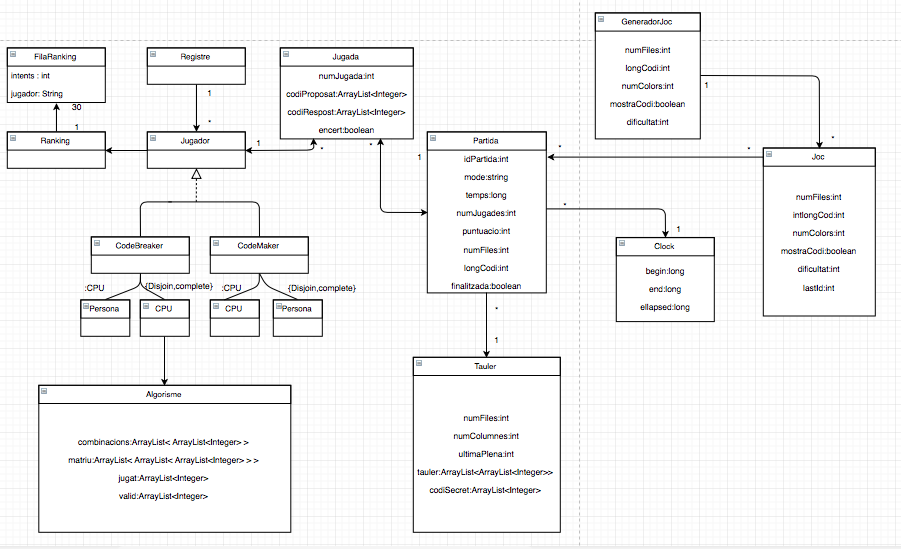 GeneradorJoc
numFiles:int
longCodi:int
numColors:int
mostraCodi:boolean
dificultat:int
1
*
FilaRanking
intents : int
jugador: String
30
1
Ranking
Registre
1
*
Jugador
1
*
Jugada
numJugada:int
codiProposat:ArrayList<Integer>
codiRespost:ArrayList<Integer>
encert:boolean
*
1
Partida
idPartida:int
mode:string
temps:long
numJugades:int
puntuacio:int
numFiles:int
longCodi:int
finalitzada:boolean
*
*
*
1
*
1
Joc
numFiles:int
intlongCod:int
numColors:int
mostraCodi:boolean
dificultat:int
lastId:int
Clock
begin:long
end:long
ellapsed:long
CodeBreaker
CodeMaker
:CPU
{Disjoin,complete}
:CPU
{Disjoin,complete}
Persona
CPU
CPU
Persona
Algorisme
combinacions:ArrayList< ArrayList<Integer> >
matriu:ArrayList< ArrayList< ArrayList<Integer> > >
jugat:ArrayList<Integer>
valid:ArrayList<Integer>
Tauler
numFiles:int
numColumnes:int
ultimaPlena:int
tauler:ArrayList<ArrayList<Integer>>
codiSecret:ArrayList<Integer>